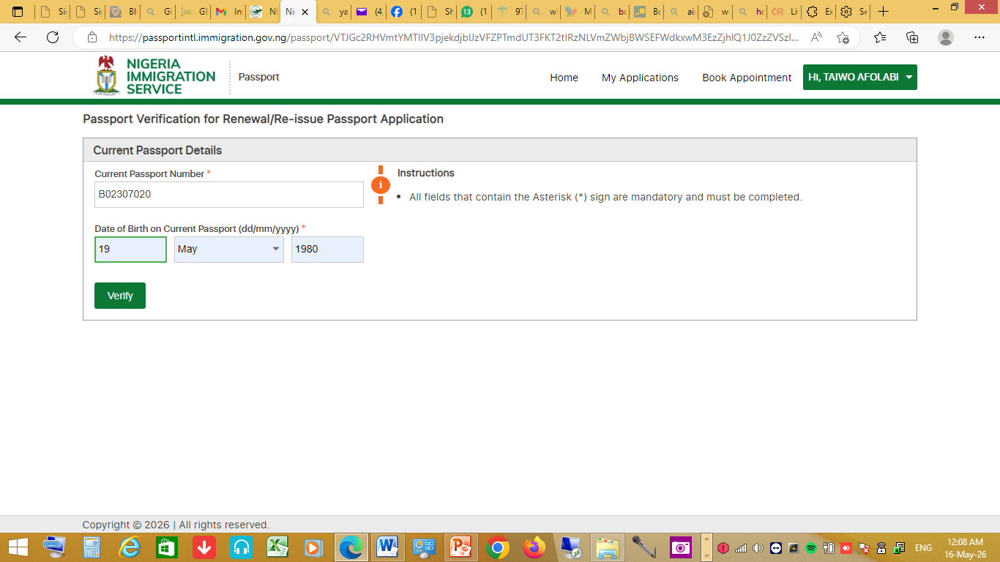 Si
Si
Bl
Gi
GE
In
NI
Ni
ya
(4
(1
Sh
(1
97
wl
M
bo
Bo
ai
w
ho
Li
Ex
Se
https://passportintl.immigration.gov.ng/passport/
NIGERIA
IMMIGRATION
SERVICE
Passport
Home My Applications Book Appointment HI, TAIWO AFOLABI
Passport Verification for Renewal/Re-issue Passport Application
Current Passport Details
Current Passport Number *
B02307020
Instructions
• All fields that contain the Asterisk (*) sign are mandatory and must be completed.
Date of Birth on Current Passport (dd/mm/yyyy) *
19 May 1980
Verify
Copyright © 2026 | All rights reserved.
ENG
12:08 AM
16-May-26